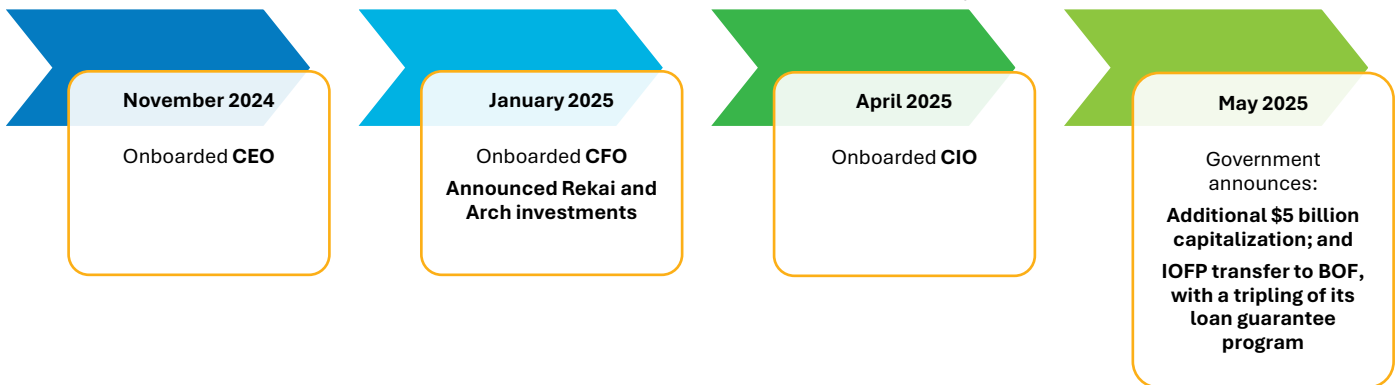 November 2024
Onboarded CEO
January 2025
Onboarded CFO
Announced Rekai and
Arch investments
April 2025
Onboarded CIO
May 2025
Government
announces:
Additional $5 billion
capitalization; and
IOFP transfer to BOF,
with a tripling of its
loan guarantee
program